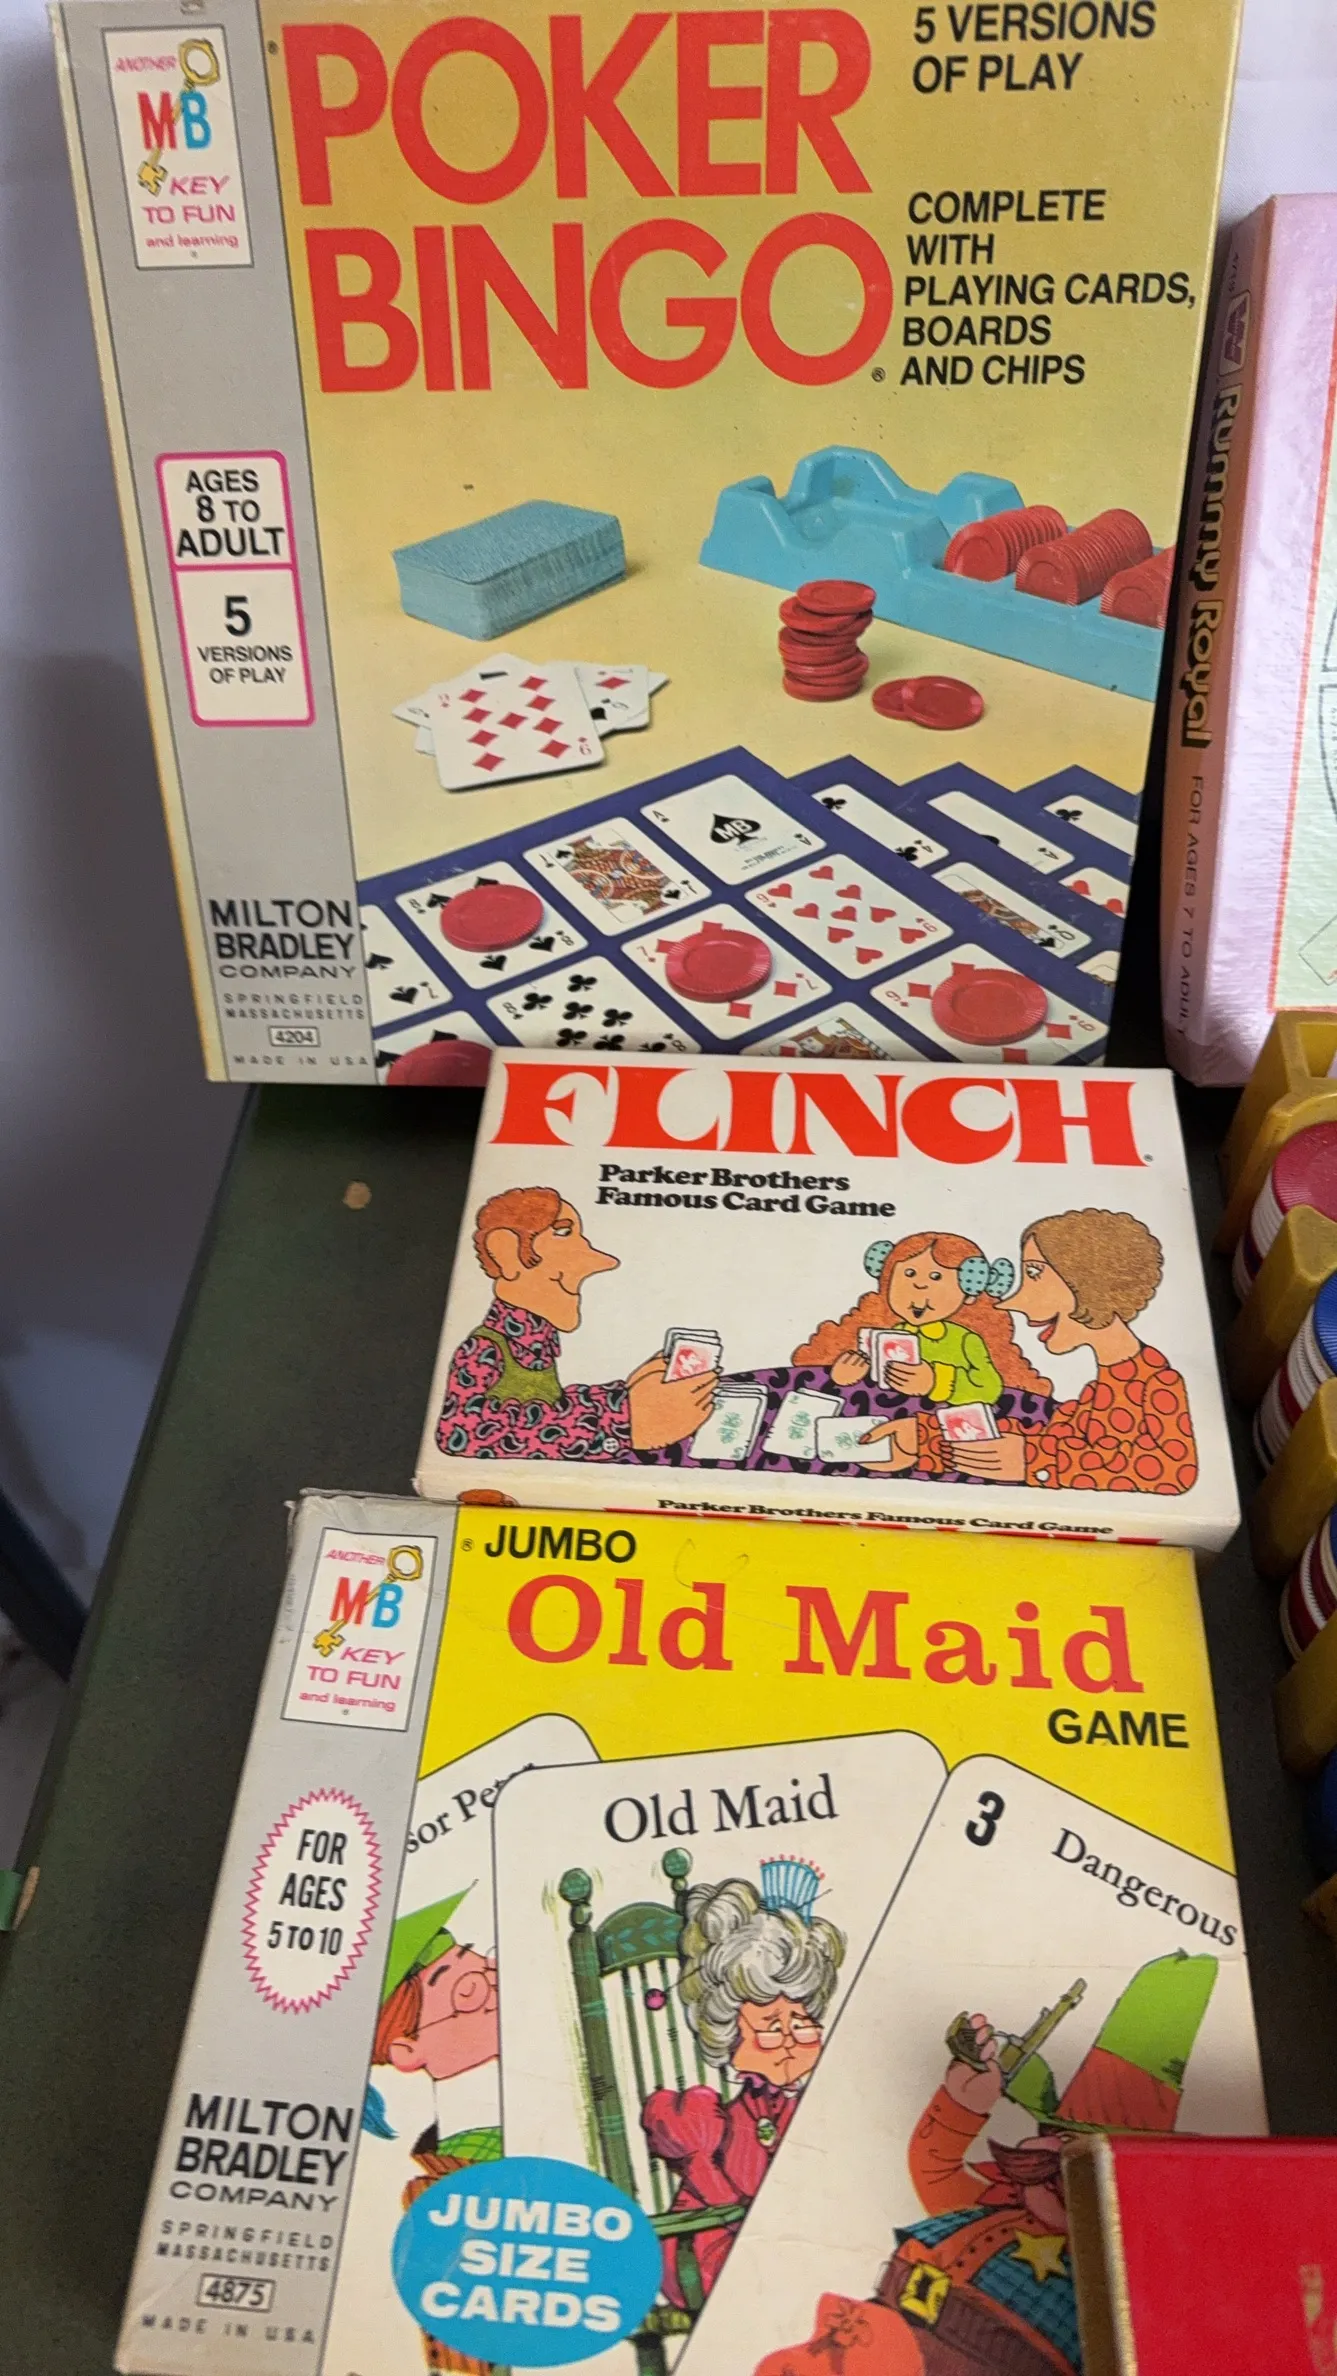 ANOTHER
MB
KEY
TO FUN
and learning
®
® POKER
BINGO ®
5 VERSIONS
OF PLAY
COMPLETE
WITH
PLAYING CARDS,
BOARDS
AND CHIPS
AGES
8 TO
ADULT
5
VERSIONS
OF PLAY
MB
MILTON
BRADLEY
COMPANY
SPRINGFIELD
MASSACHUSETTS
4204
MADE IN USA
Rummy Royal
FOR AGES 7 TO ADULT
FLINCH ®
Parker Brothers
Famous Card Game
Parker Brothers Famous Card Game
ANOTHER
MB
KEY
TO FUN
and learning
®
® JUMBO
Old Maid
GAME
FOR
AGES
5 TO 10
sor Pe
Old Maid
3 Dangerous
JUMBO
SIZE
CARDS
MILTON
BRADLEY
COMPANY
SPRINGFIELD
MASSACHUSETTS
4875
MADE IN USA